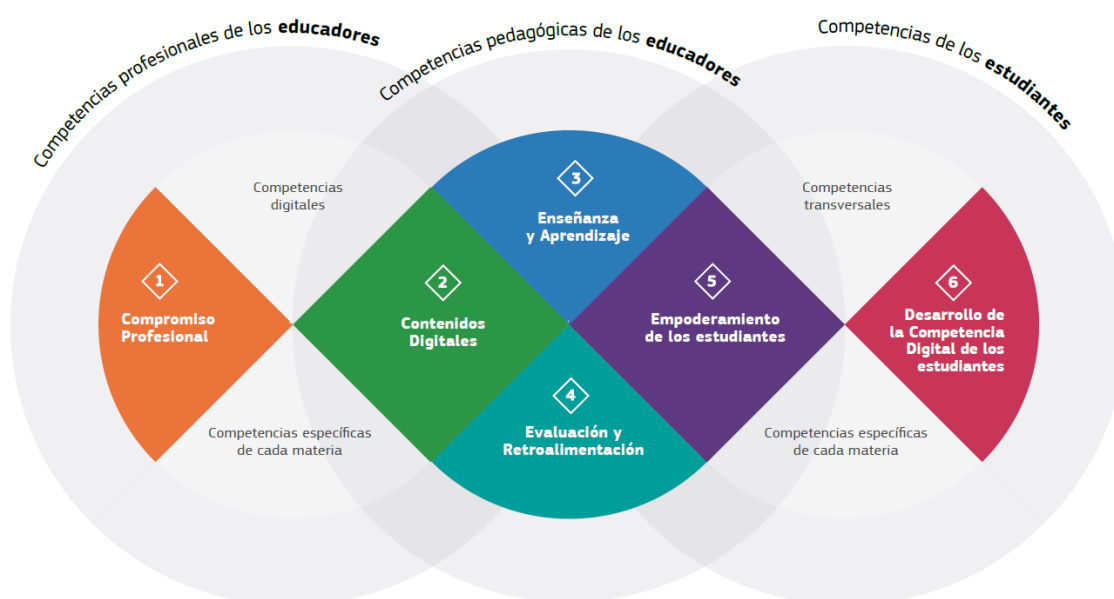 Competencias profesionales de los educadores
Competencias pedagógicas de los educadores
Competencias de los estudiantes
Competencias
digitales
Competencias
transversales
3
Enseñanza
y Aprendizaje
1
Compromiso
Profesional
2
Contenidos
Digitales
5
Empoderamiento
de los estudiantes
6
Desarrollo de
la Competencia
Digital de los
estudiantes
4
Evaluación y
Retroalimentación
Competencias específicas
de cada materia
Competencias específicas
de cada materia